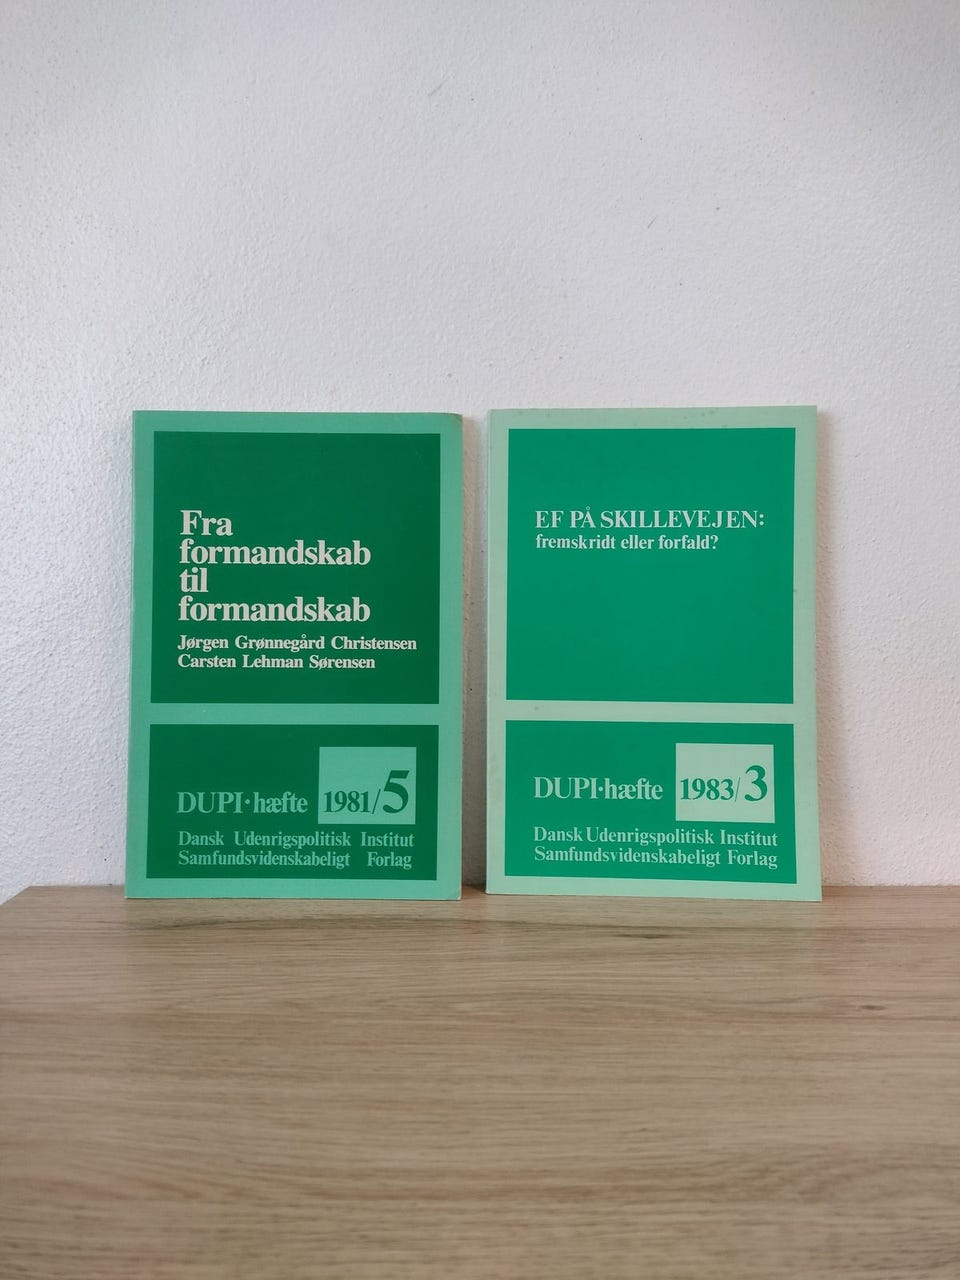 Fra
formandskab
til
formandskab
Jørgen Grønnegård Christensen
Carsten Lehman Sørensen
DUPI·hæfte 1981/5
Dansk Udenrigspolitisk Institut
Samfundsvidenskabeligt Forlag
EF PÅ SKILLEVEJEN:
fremskridt eller forfald?
DUPI·hæfte 1983/3
Dansk Udenrigspolitisk Institut
Samfundsvidenskabeligt Forlag